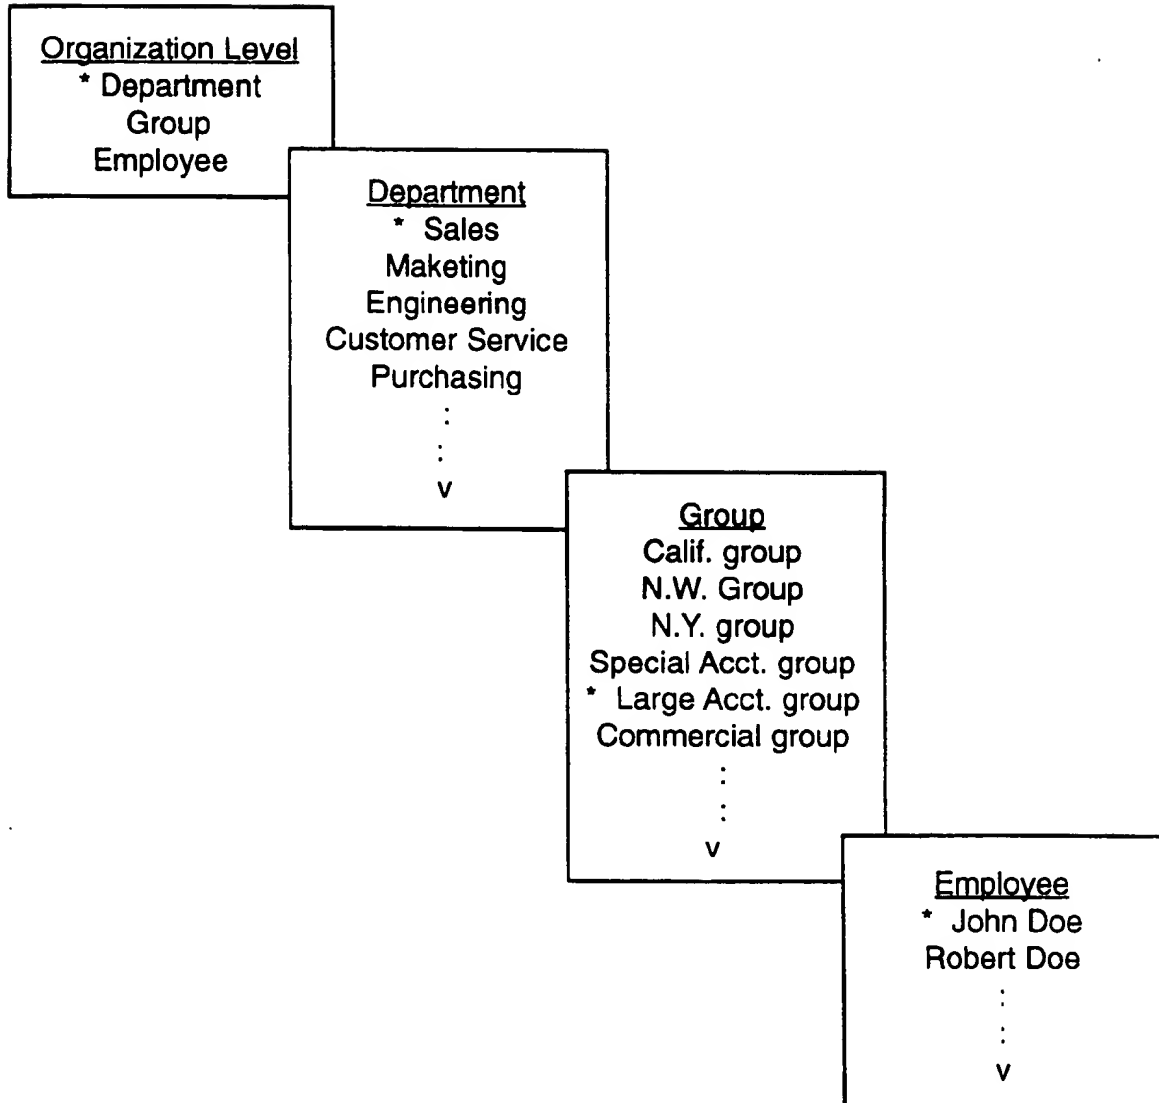 Organization Level
* Department
Group
Employee
Department
* Sales
Maketing
Engineering
Customer Service
Purchasing
v
Group
Calif. group
N.W. Group
N.Y. group
Special Acct. group
* Large Acct. group
Commercial group
v
Employee
* John Doe
Robert Doe
v